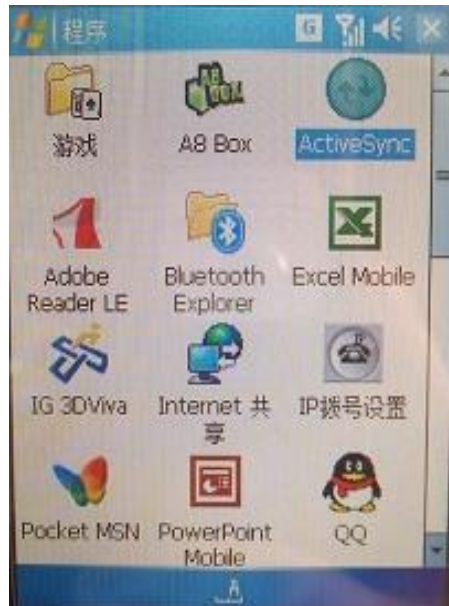 程序 G
游戏 A8 Box ActiveSync
Adobe Bluetooth Excel Mobile
Reader LE Explorer
IG 3DViva Internet 共 IP拨号设置
享
Pocket MSN PowerPoint QQ
Mobile